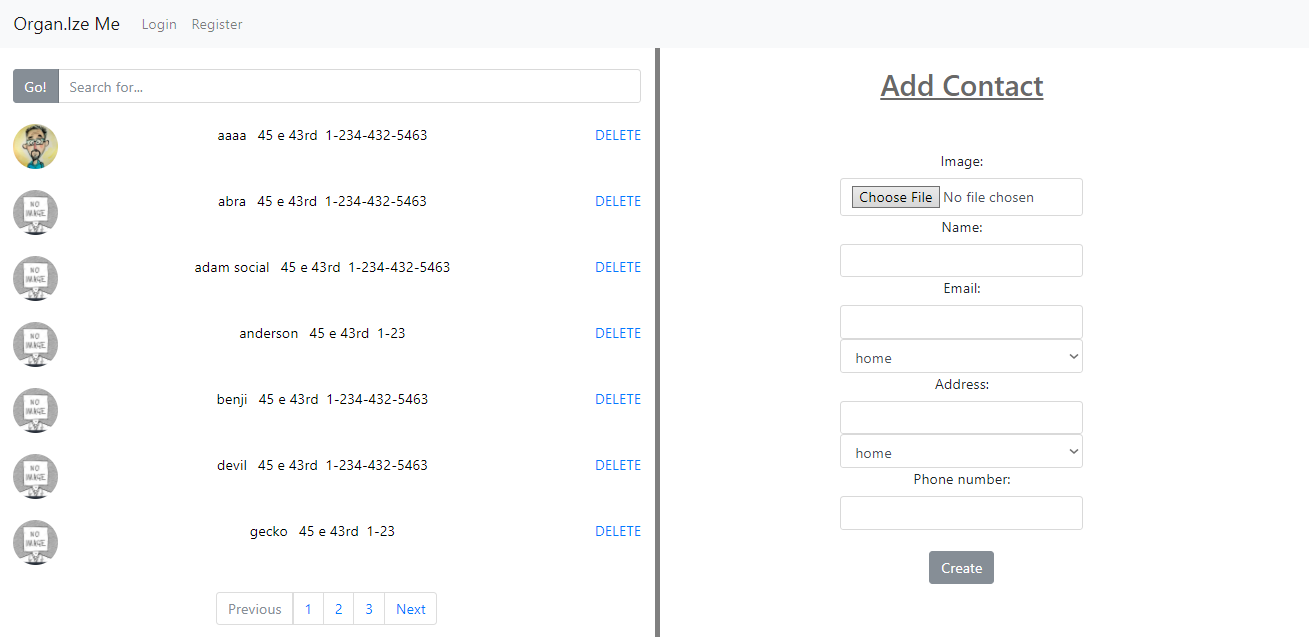 Organ.Ize Me Login Register
Go! Search for...
aaaa 45 e 43rd 1-234-432-5463 DELETE
NO IMAGE
abra 45 e 43rd 1-234-432-5463 DELETE
NO IMAGE
adam social 45 e 43rd 1-234-432-5463 DELETE
NO IMAGE
anderson 45 e 43rd 1-23 DELETE
NO IMAGE
benji 45 e 43rd 1-234-432-5463 DELETE
NO IMAGE
devil 45 e 43rd 1-234-432-5463 DELETE
NO IMAGE
gecko 45 e 43rd 1-23 DELETE
Previous 1 2 3 Next
Add Contact
Image:
Choose File No file chosen
Name:
Email:
home
Address:
home
Phone number:
Create